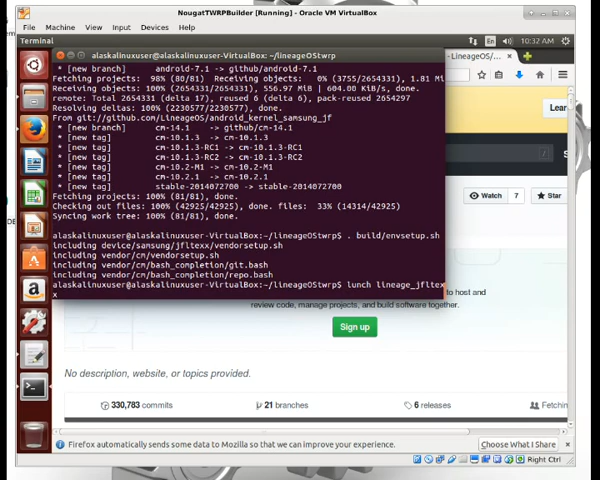 NougatTWRPBuilder [Running] - Oracle VM VirtualBox
File Machine View Input Devices Help
Terminal
En
10:32 AM
alaskalinuxuser@alaskalinuxuser-VirtualBox: ~/lineageOStwrp
- LineageOS/
* [new branch] android-7.1 -> github/android-7.1
Fetching projects: 98% (80/81) Receiving objects: 0% (3755/2654331), 1.81 Mi
Receiving objects: 100% (2654331/2654331), 556.97 MiB | 604.00 KiB/s, done.
remote: Total 2654331 (delta 17), reused 6 (delta 6), pack-reused 2654297
Resolving deltas: 100% (2230577/2230577), done.
From git://github.com/LineageOS/android_kernel_samsung_jf
* [new branch] cm-14.1 -> github/cm-14.1
* [new tag] cm-10.1.3 -> cm-10.1.3
* [new tag] cm-10.1.3-RC1 -> cm-10.1.3-RC1
* [new tag] cm-10.1.3-RC2 -> cm-10.1.3-RC2
* [new tag] cm-10.2-M1 -> cm-10.2-M1
* [new tag] cm-10.2.1 -> cm-10.2.1
* [new tag] stable-2014072700 -> stable-2014072700
Fetching projects: 100% (81/81), done.
Checking out files: 100% (42925/42925), done. files: 33% (14314/42925)
Syncing work tree: 100% (81/81), done.
alaskalinuxuser@alaskalinuxuser-VirtualBox:~/lineageOStwrp$ . build/envsetup.sh
including device/samsung/jfltexx/vendorsetup.sh
including vendor/cm/vendorsetup.sh
including vendor/cm/bash_completion/git.bash
including vendor/cm/bash_completion/repo.bash
alaskalinuxuser@alaskalinuxuser-VirtualBox:~/lineageOStwrp$ lunch lineage_jfltex
x
Lear
Watch 7
Star
to host and
review code, manage projects, and build software together.
Sign up
No description, website, or topics provided.
330,783 commits
21 branches
6 releases
Fetchin
Firefox automatically sends some data to Mozilla so that we can improve your experience.
Choose What I Share
Right Ctrl